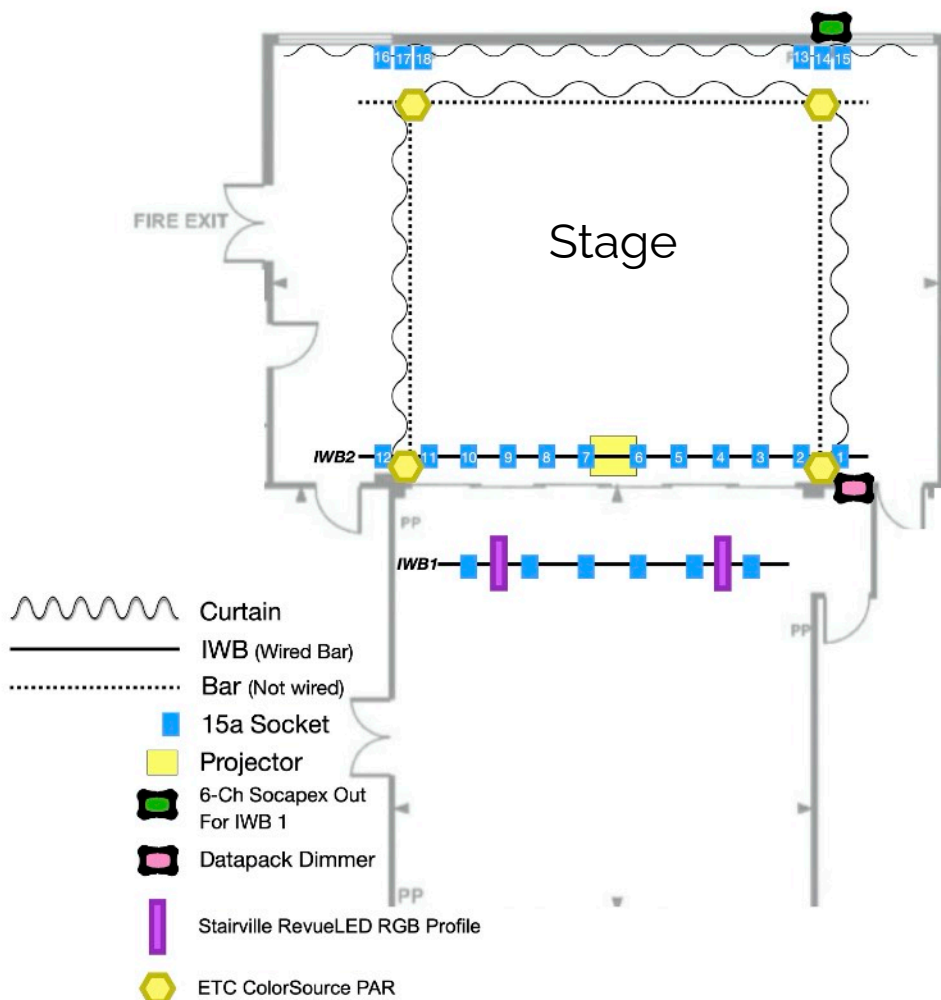 16 17 18
13 14 15
FIRE EXIT
Stage
IWB2
12 11 10 9 8 7 6 5 4 3 2 1
PP
IWB1
PP
Curtain
IWB (Wired Bar)
Bar (Not wired)
15a Socket
Projector
6-Ch Socapex Out
For IWB 1
Datapack Dimmer
PP
Stairville RevueLED RGB Profile
ETC ColorSource PAR